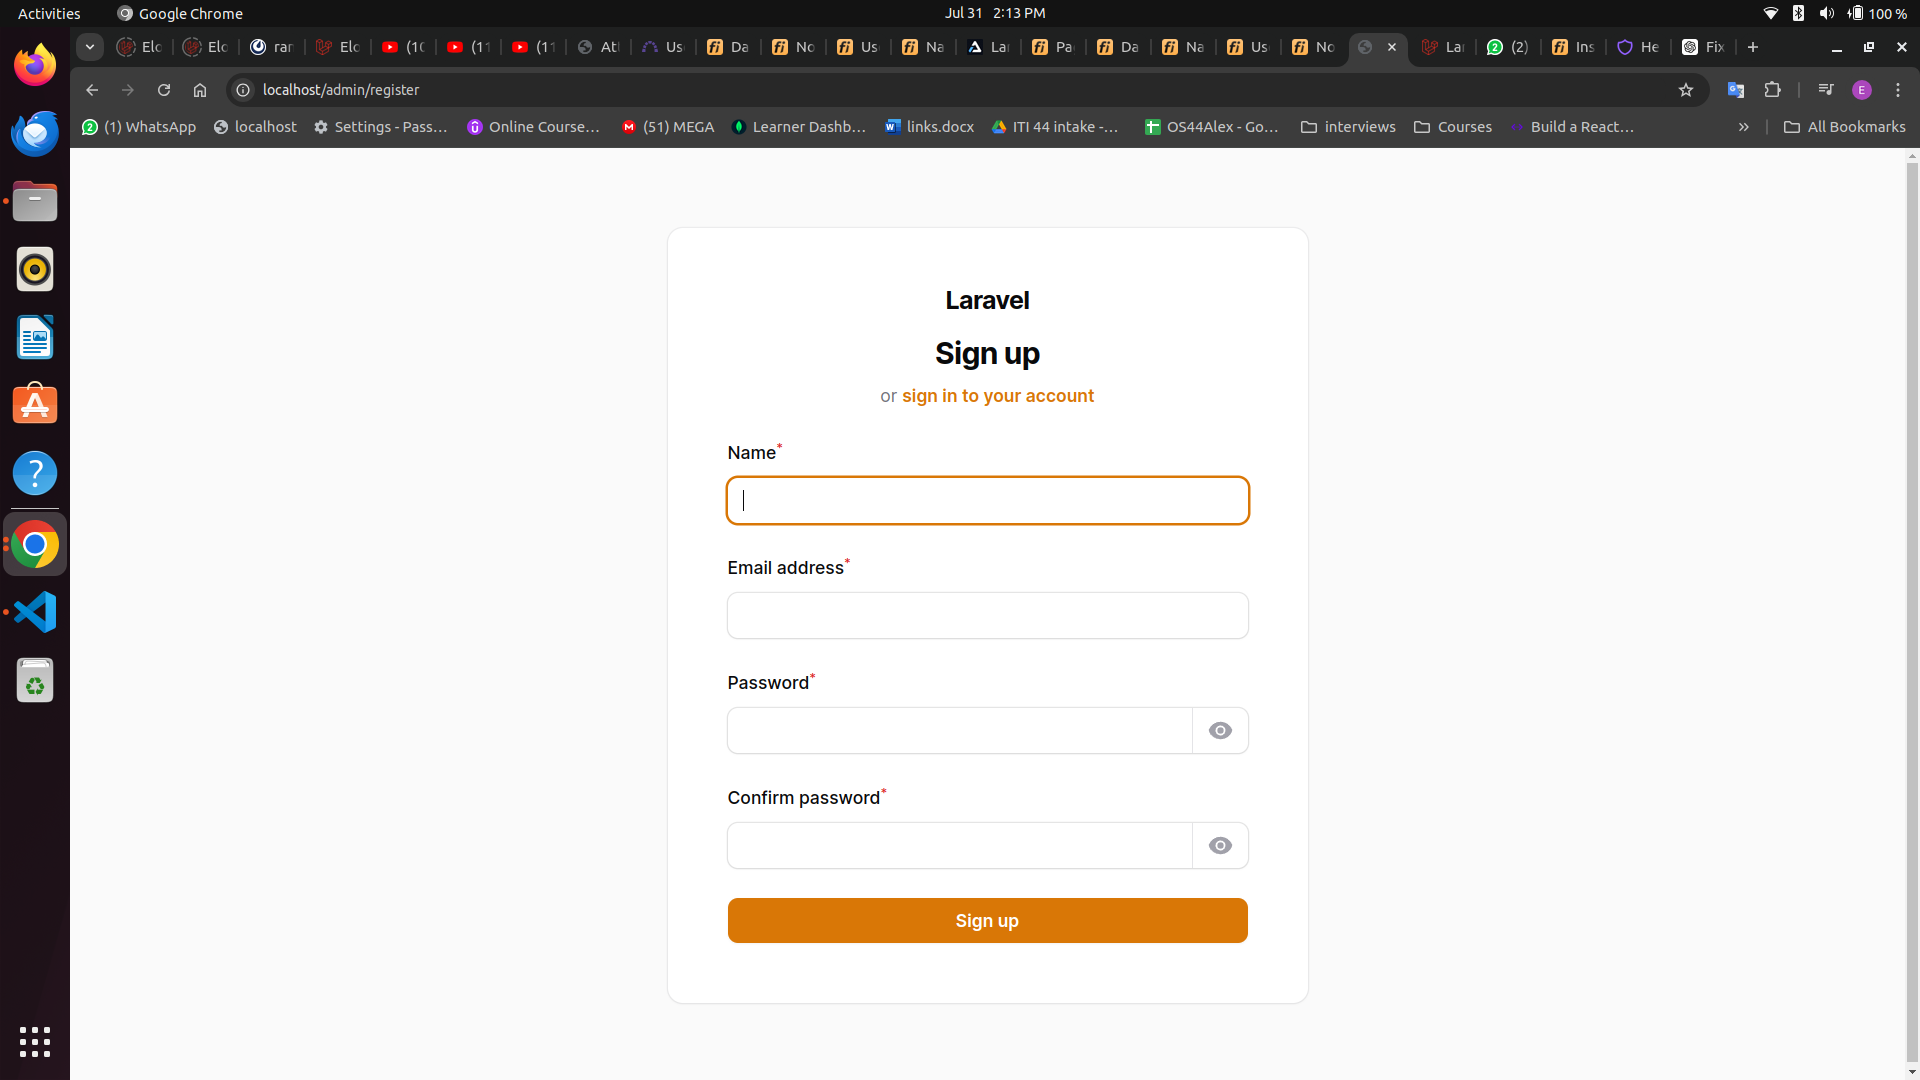 Activities
Google Chrome
Jul 31 2:13 PM
100 %
Elo
Elo
ran
Elo
(10
(11
(11
Att
Us
Da
No
Us
Na
Lar
Pa
Da
Na
Us
No
Lar
(2)
Ins
He
Fix
localhost/admin/register
E
(1) WhatsApp
localhost
Settings - Pass...
Online Course...
(51) MEGA
Learner Dashb...
links.docx
ITI 44 intake -...
OS44Alex - Go...
interviews
Courses
Build a React...
»
All Bookmarks
Laravel
Sign up
or sign in to your account
Name*
Email address*
Password*
Confirm password*
Sign up